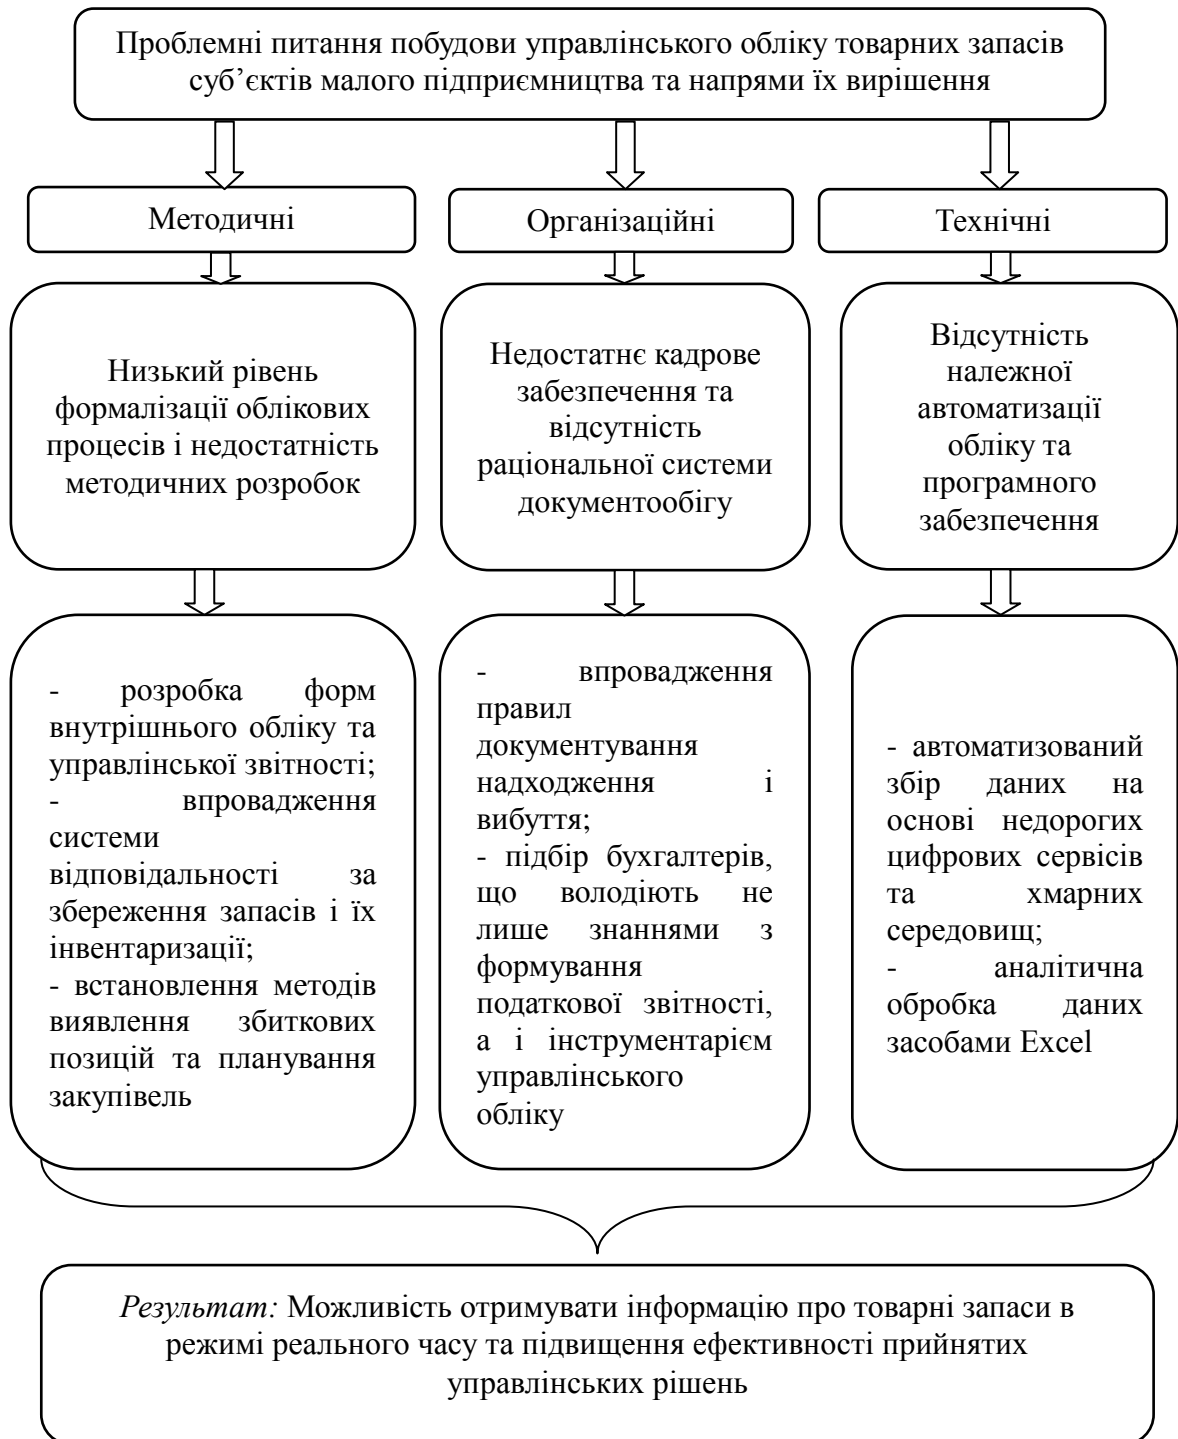 Проблемні питання побудови управлінського обліку товарних запасів
суб’єктів малого підприємництва та напрями їх вирішення
Методичні
Організаційні
Технічні
Низький рівень
формалізації облікових
процесів і недостатність
методичних розробок
Недостатнє кадрове
забезпечення та
відсутність
раціональної системи
документообігу
Відсутність
належної
автоматизації
обліку та
програмного
забезпечення
- розробка форм
внутрішнього обліку та
управлінської звітності;
- впровадження
системи
відповідальності за
збереження запасів і їх
інвентаризації;
- встановлення методів
виявлення збиткових
позицій та планування
закупівель
- впровадження
правил
документування
надходження і
вибуття;
- підбір бухгалтерів,
що володіють не
лише знаннями з
формування
податкової звітності,
а і інструментарієм
управлінського
обліку
- автоматизований
збір даних на
основі недорогих
цифрових сервісів
та хмарних
середовищ;
- аналітична
обробка даних
засобами Excel
Результат: Можливість отримувати інформацію про товарні запаси в
режимі реального часу та підвищення ефективності прийнятих
управлінських рішень